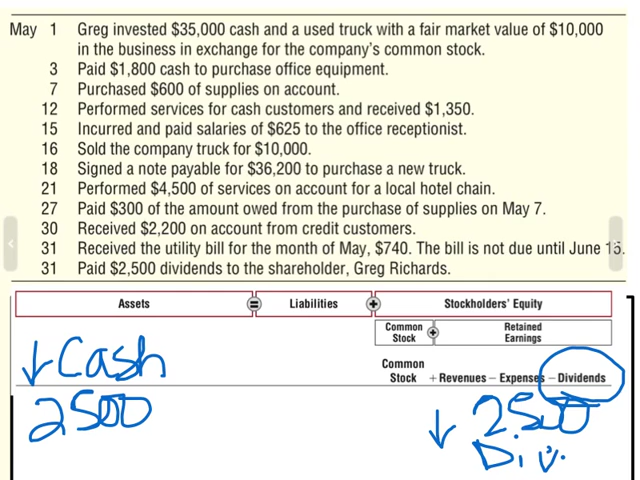 May 1 Greg invested $35,000 cash and a used truck with a fair market value of $10,000
in the business in exchange for the company's common stock.
3 Paid $1,800 cash to purchase office equipment.
7 Purchased $600 of supplies on account.
12 Performed services for cash customers and received $1,350.
15 Incurred and paid salaries of $625 to the office receptionist.
16 Sold the company truck for $10,000.
18 Signed a note payable for $36,200 to purchase a new truck.
21 Performed $4,500 of services on account for a local hotel chain.
27 Paid $300 of the amount owed from the purchase of supplies on May 7.
30 Received $2,200 on account from credit customers.
31 Received the utility bill for the month of May, $740. The bill is not due until June 15.
31 Paid $2,500 dividends to the shareholder, Greg Richards.
Assets = Liabilities + Stockholders' Equity
Common
Stock + Retained
Earnings
Common
Stock + Revenues − Expenses − Dividends
↓ Cash
2500
↓ 2500
Div.